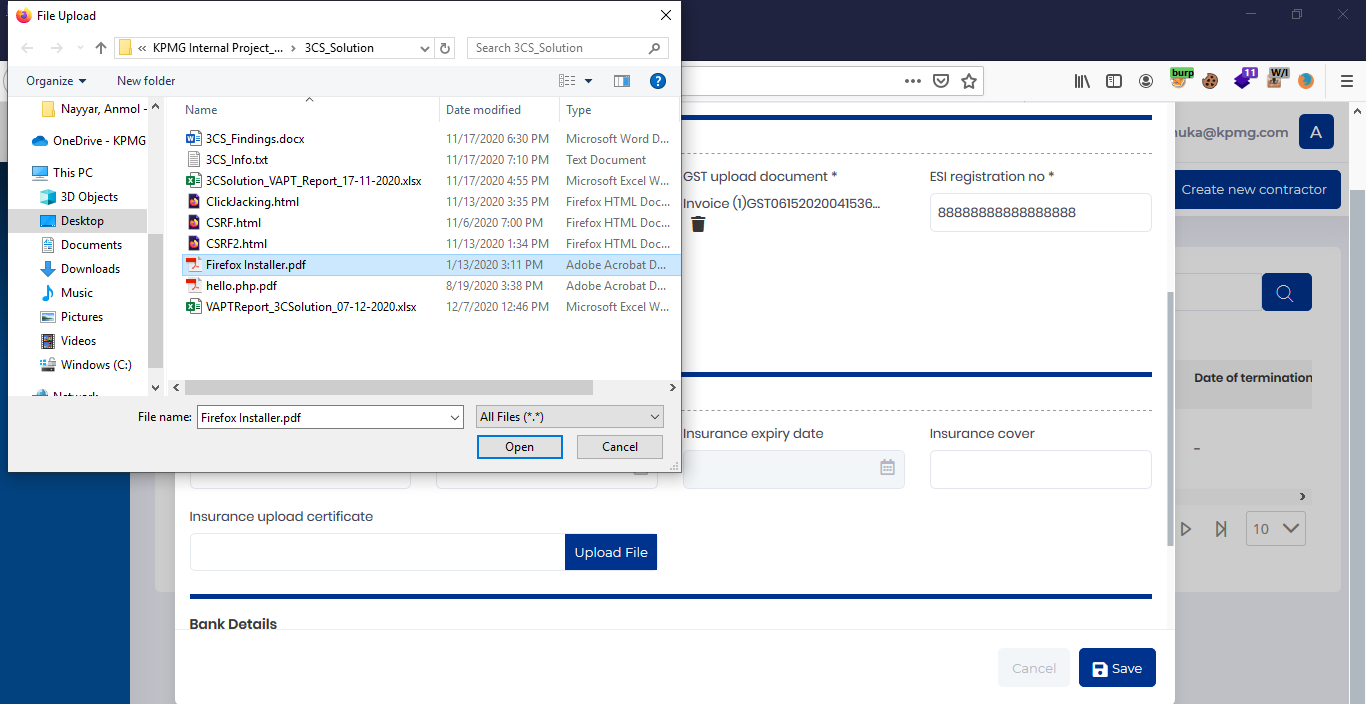 File Upload
« KPMG Internal Project_... › 3CS_Solution
Search 3CS_Solution
Organize
New folder
Nayyar, Anmol -
OneDrive - KPMG
This PC
3D Objects
Desktop
Documents
Downloads
Music
Pictures
Videos
Windows (C:)
Network
Name Date modified Type
3CS_Findings.docx 11/17/2020 6:30 PM Microsoft Word D...
3CS_Info.txt 11/17/2020 7:10 PM Text Document
3CSolution_VAPT_Report_17-11-2020.xlsx 11/17/2020 4:55 PM Microsoft Excel W...
ClickJacking.html 11/13/2020 3:35 PM Firefox HTML Doc...
CSRF.html 11/6/2020 7:00 PM Firefox HTML Doc...
CSRF2.html 11/13/2020 1:34 PM Firefox HTML Doc...
Firefox Installer.pdf 1/13/2020 3:11 PM Adobe Acrobat D...
hello.php.pdf 8/19/2020 3:38 PM Adobe Acrobat D...
VAPTReport_3CSolution_07-12-2020.xlsx 12/7/2020 12:46 PM Microsoft Excel W...
File name: Firefox Installer.pdf
All Files (*.*)
Open Cancel
burp
11
W/I
nuka@kpmg.com A
Create new contractor
GST upload document *
Invoice (1)GST06152020041536...
ESI registration no *
88888888888888888
Date of termination
–
10
Insurance expiry date
Insurance cover
Insurance upload certificate
Upload File
Bank Details
Cancel
Save